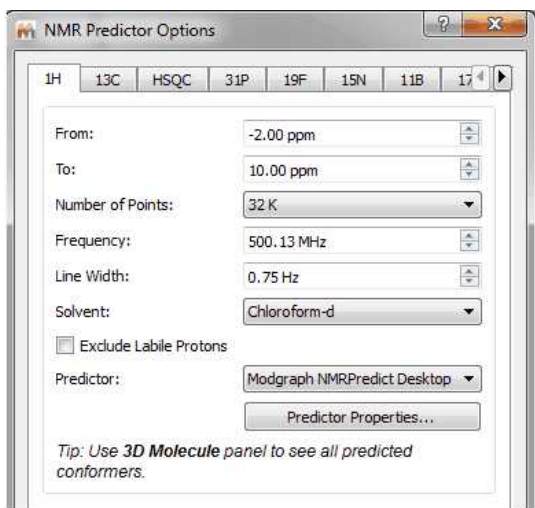 NMR Predictor Options
1H 13C HSQC 31P 19F 15N 11B 17
From: -2.00 ppm
To: 10.00 ppm
Number of Points: 32 K
Frequency: 500.13 MHz
Line Width: 0.75 Hz
Solvent: Chloroform-d
Exclude Labile Protons
Predictor: Modgraph NMRPredict Desktop
Predictor Properties...
Tip: Use 3D Molecule panel to see all predicted
conformers.